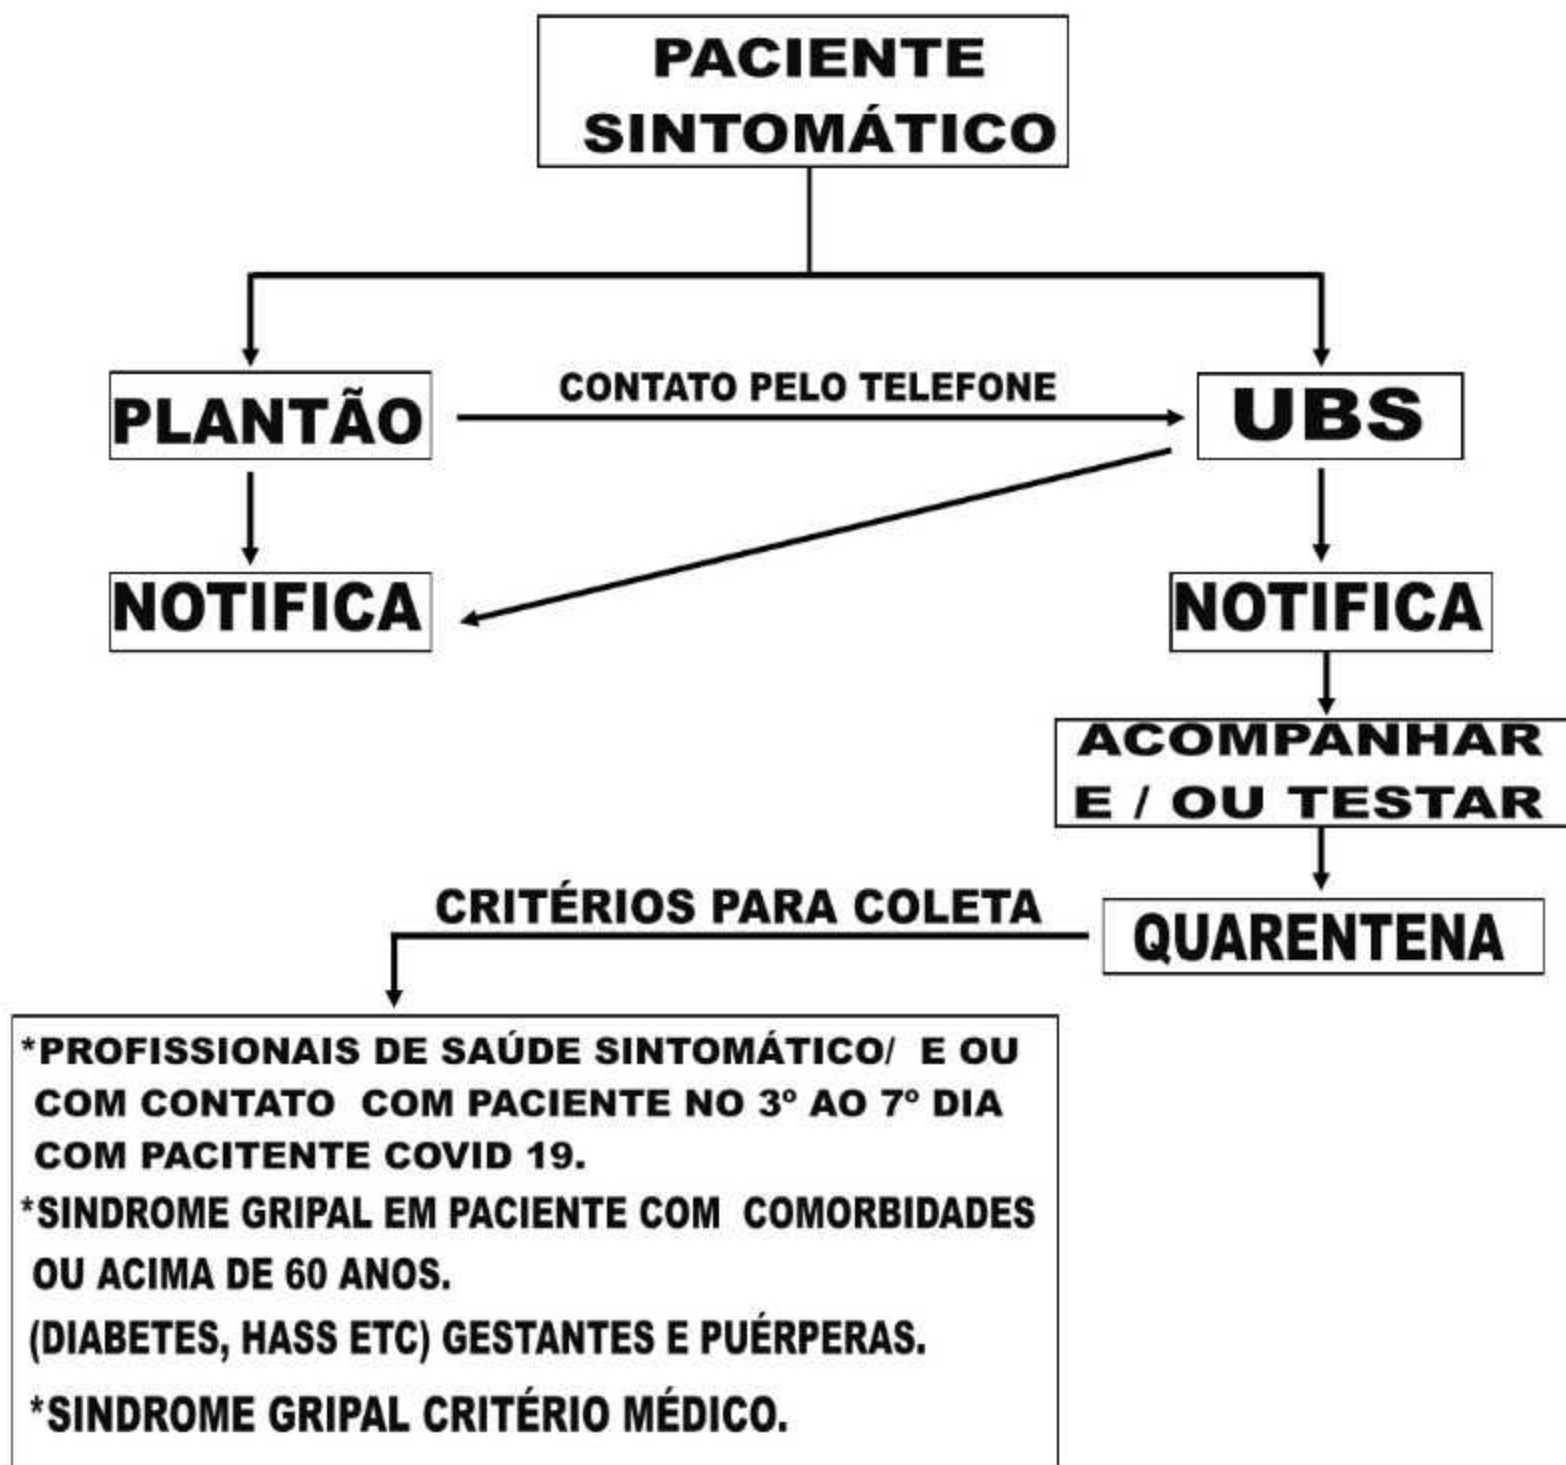 PACIENTE
SINTOMÁTICO
PLANTÃO
CONTATO PELO TELEFONE
UBS
NOTIFICA
NOTIFICA
ACOMPANHAR
E / OU TESTAR
CRITÉRIOS PARA COLETA
QUARENTENA
*PROFISSIONAIS DE SAÚDE SINTOMÁTICO/ E OU
COM CONTATO COM PACIENTE NO 3º AO 7º DIA
COM PACITENTE COVID 19.
*SINDROME GRIPAL EM PACIENTE COM COMORBIDADES
OU ACIMA DE 60 ANOS.
(DIABETES, HASS ETC) GESTANTES E PUÉRPERAS.
*SINDROME GRIPAL CRITÉRIO MÉDICO.